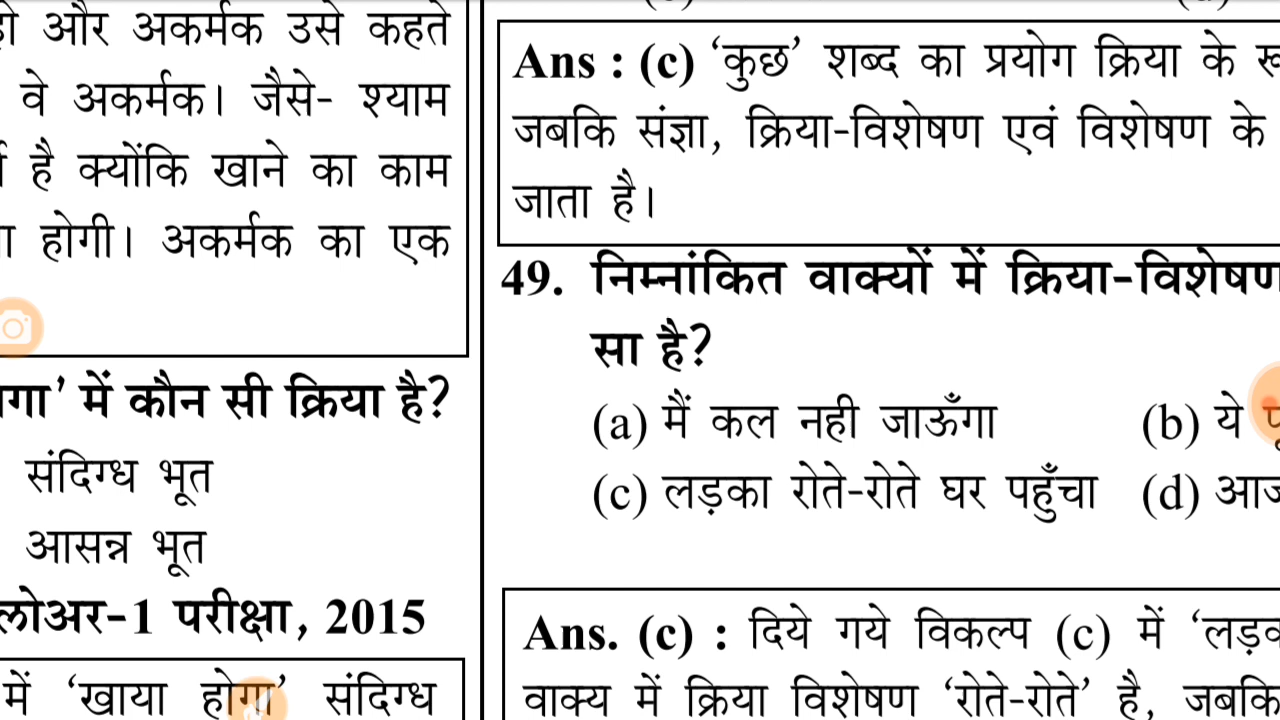 और अकर्मक उसे कहते
वे अकर्मक। जैसे- श्याम
है क्योंकि खाने का काम
होगी। अकर्मक का एक
में कौन सी क्रिया है?
संदिग्ध भूत
आसन्न भूत
लोअर-1 परीक्षा, 2015
में ‘खाया होगा’ संदिग्ध
Ans : (c) ‘कुछ’ शब्द का प्रयोग क्रिया के
जबकि संज्ञा, क्रिया-विशेषण एवं विशेषण के
जाता है।
49. निम्नांकित वाक्यों में क्रिया-विशेषण
सा है?
(a) मैं कल नही जाऊँगा (b) ये
(c) लड़का रोते-रोते घर पहुँचा (d)
Ans. (c) : दिये गये विकल्प (c) में
वाक्य में क्रिया विशेषण ‘रोते-रोते’ है, जबकि